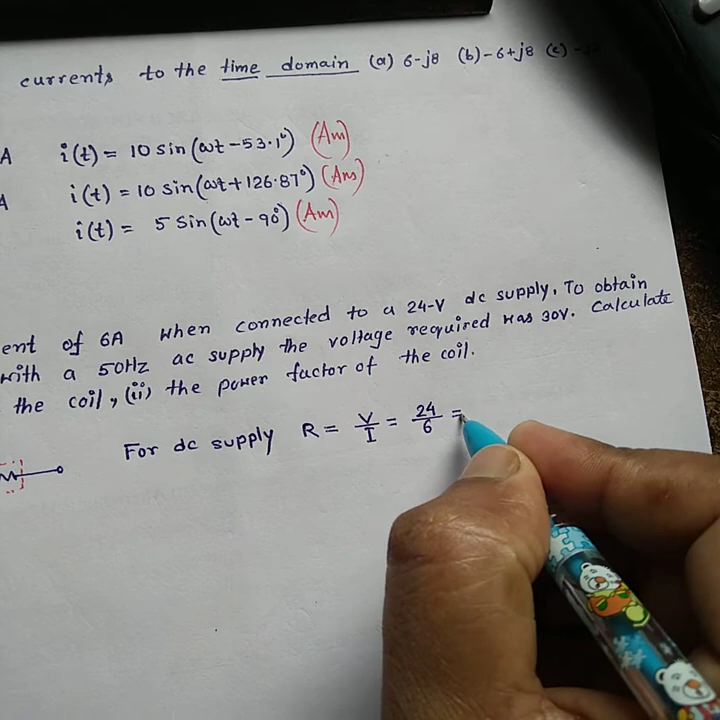 currents to the time domain (a) 6-j8 (b)-6+j8 (c)
A i(t) = 10 sin(ωt-53.1°) (Am)
A i(t) = 10 sin(ωt+126.87°) (Am)
i(t) = 5 Sin(ωt-90°) (Am)
ent of 6A when connected to a 24-V dc supply. To obtain
with a 50Hz ac supply the voltage required was 30V. Calculate
the coil, (ii) the power factor of the coil.
For dc supply R = V/I = 24/6 =